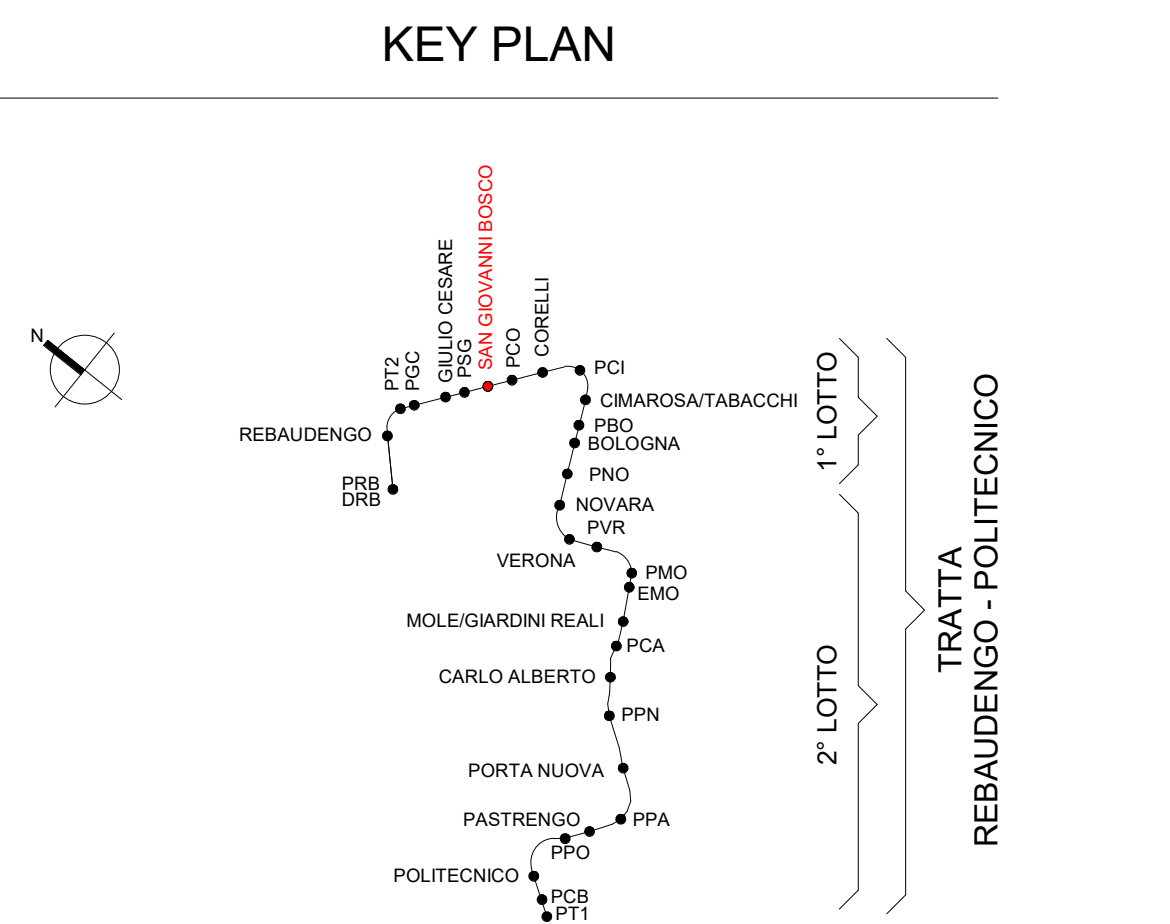 KEY PLAN
N
PT2
PGC
GIULIO CESARE
PSG
SAN GIOVANNI BOSCO
PCO
CORELLI
PCI
CIMAROSA/TABACCHI
REBAUDENGO
PBO
BOLOGNA
PNO
PRB
DRB
NOVARA
PVR
VERONA
PMO
EMO
MOLE/GIARDINI REALI
PCA
CARLO ALBERTO
PPN
PORTA NUOVA
PASTRENGO
PPA
PPO
POLITECNICO
PCB
PT1
1° LOTTO
2° LOTTO
TRATTA
REBAUDENGO - POLITECNICO